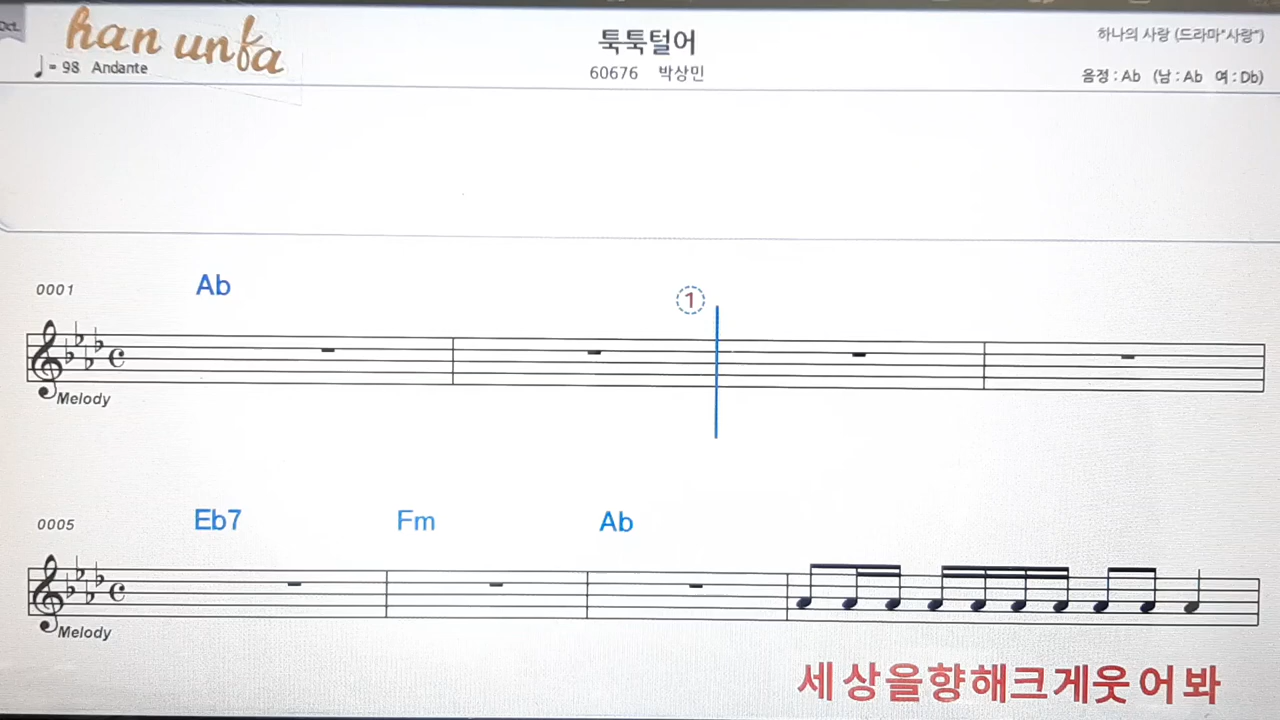 han unfa
툭툭털어
하나의 사랑 (드라마"사랑")
♩= 98 Andante
60676 박상민
음정 : Ab (남 : Ab 여 : Db)
0001 Ab ①
Melody
0005 Eb7 Fm Ab
Melody
세상을향해크게웃어봐